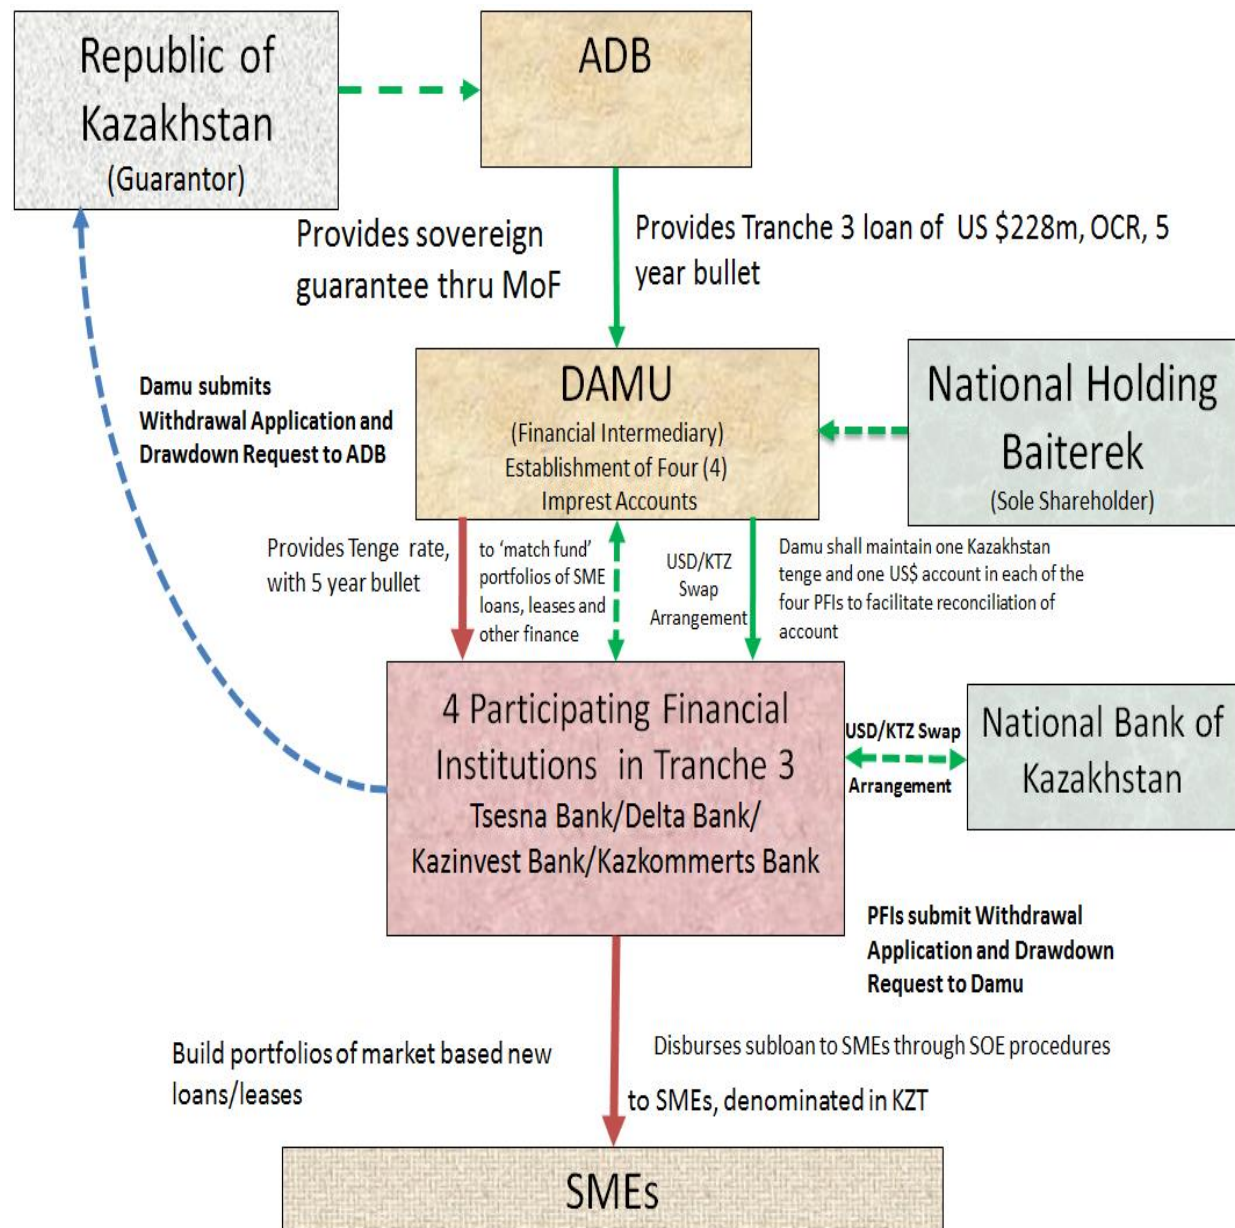 Republic of
Kazakhstan
(Guarantor)
ADB
Provides sovereign
guarantee thru MoF
Provides Tranche 3 loan of US $228m, OCR, 5
year bullet
Damu submits
Withdrawal Application and
Drawdown Request to ADB
DAMU
(Financial Intermediary)
Establishment of Four (4)
Imprest Accounts
National Holding
Baiterek
(Sole Shareholder)
Provides Tenge rate,
with 5 year bullet
to ‘match fund’
portfolios of SME
loans, leases and
other finance
USD/KTZ
Swap
Arrangement
Damu shall maintain one Kazakhstan
tenge and one US$ account in each of the
four PFIs to facilitate reconciliation of
account
4 Participating Financial
Institutions in Tranche 3
Tsesna Bank/Delta Bank/
Kazinvest Bank/Kazkommerts Bank
USD/KTZ Swap
Arrangement
National Bank of
Kazakhstan
PFIs submit Withdrawal
Application and Drawdown
Request to Damu
Build portfolios of market based new
loans/leases
Disburses subloan to SMEs through SOE procedures
to SMEs, denominated in KZT
SMEs